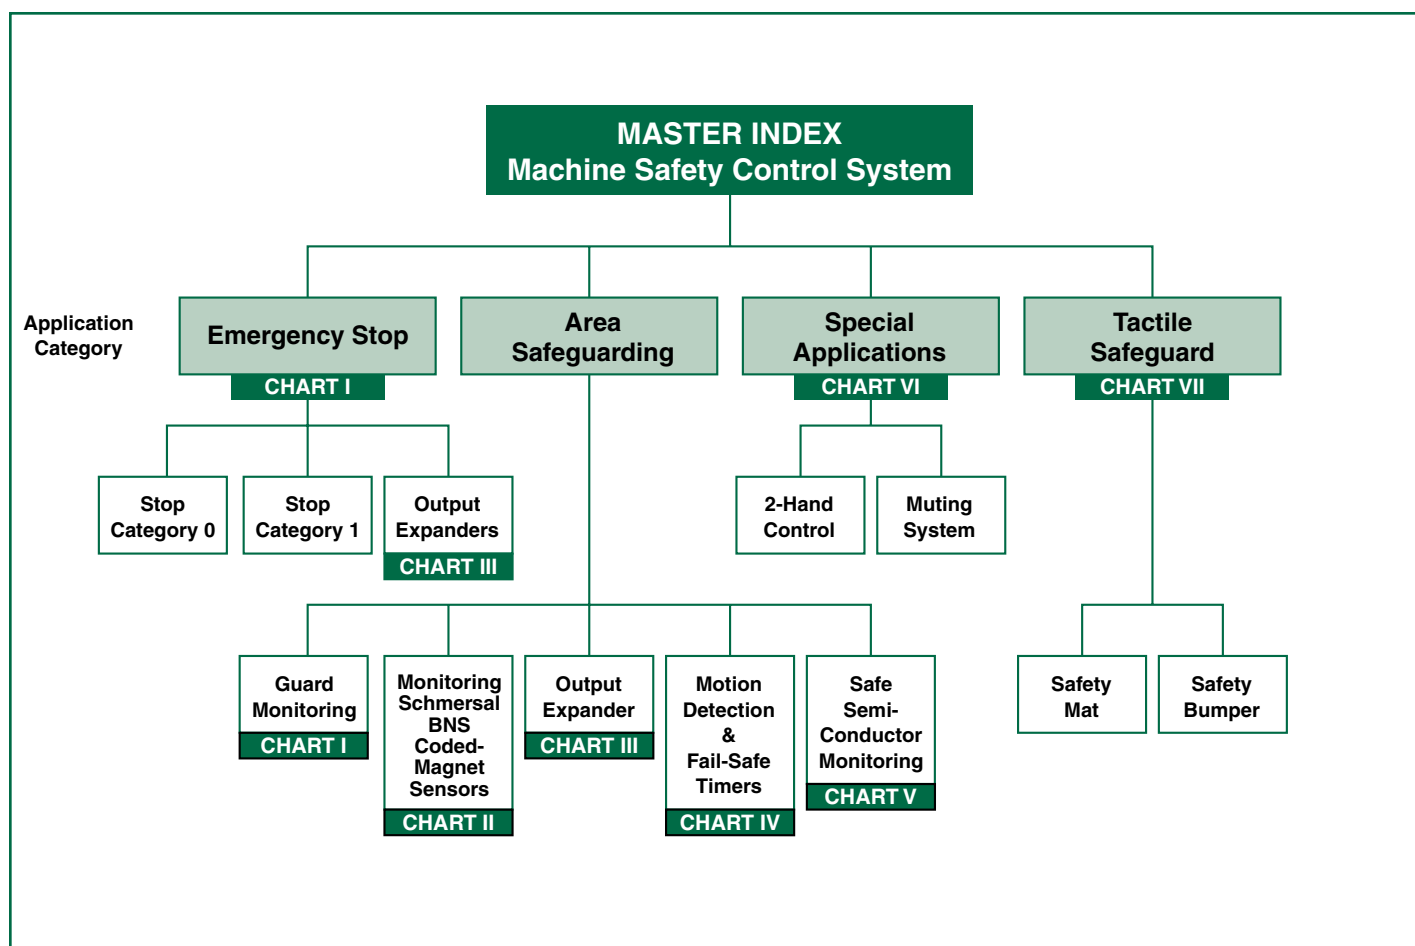 MASTER INDEX
Machine Safety Control System
Application
Category
Emergency Stop
CHART I
Area
Safeguarding
Special
Applications
CHART VI
Tactile
Safeguard
CHART VII
Stop
Category 0
Stop
Category 1
Output
Expanders
CHART III
2-Hand
Control
Muting
System
Guard
Monitoring
CHART I
Monitoring
Schmersal
BNS
Coded-
Magnet
Sensors
CHART II
Output
Expander
CHART III
Motion
Detection
&
Fail-Safe
Timers
CHART IV
Safe
Semi-
Conductor
Monitoring
CHART V
Safety
Mat
Safety
Bumper